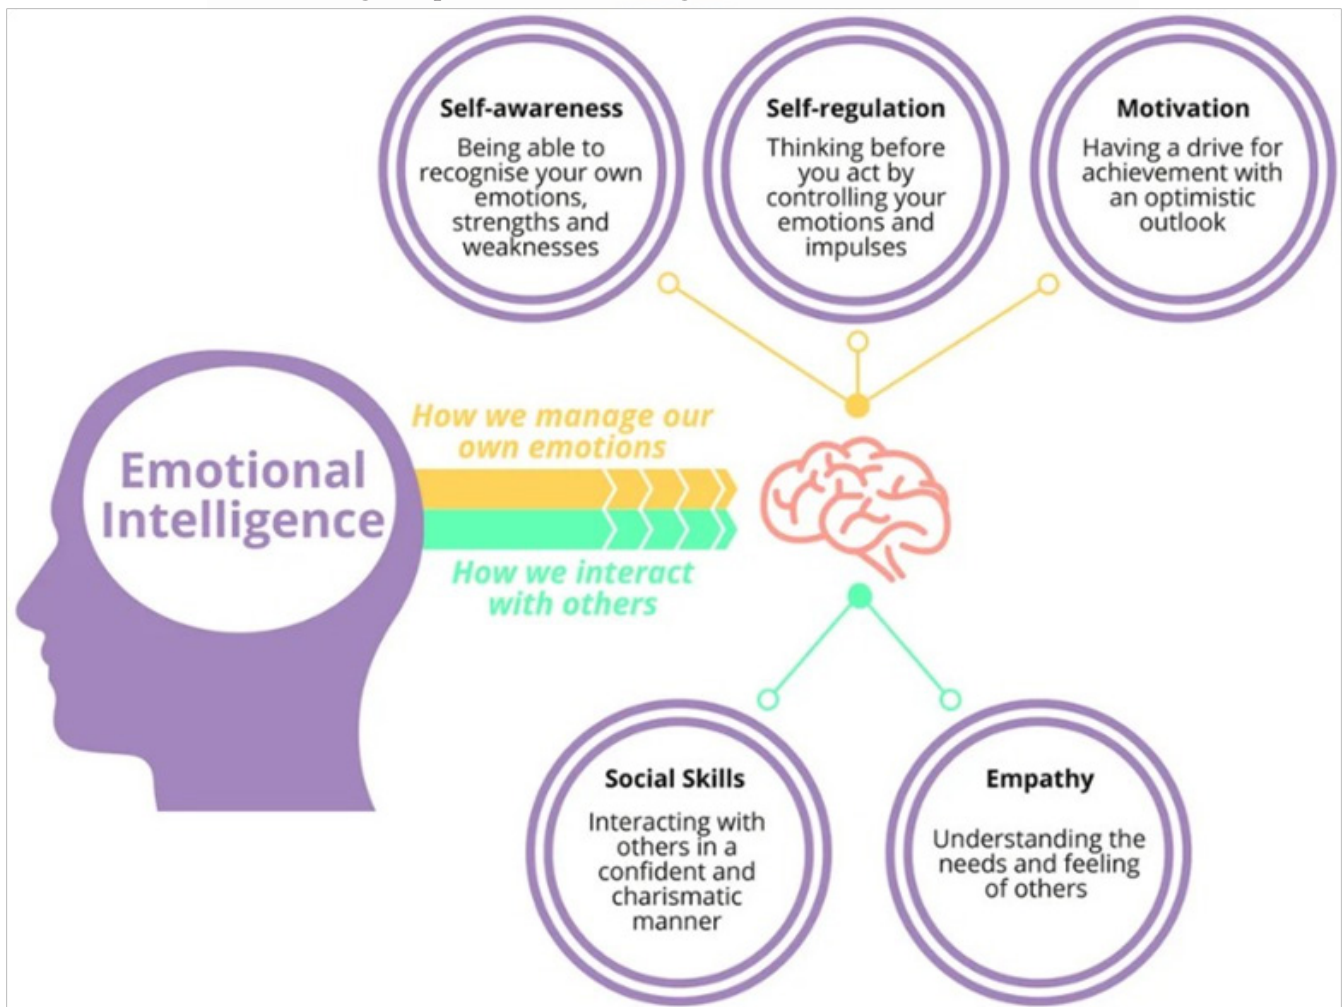 Self-awareness
Being able to
recognise your own
emotions,
strengths and
weaknesses
Self-regulation
Thinking before
you act by
controlling your
emotions and
impulses
Motivation
Having a drive for
achievement with
an optimistic
outlook
Emotional
Intelligence
How we manage our
own emotions
How we interact
with others
Social Skills
Interacting with
others in a
confident and
charismatic
manner
Empathy
Understanding the
needs and feeling
of others